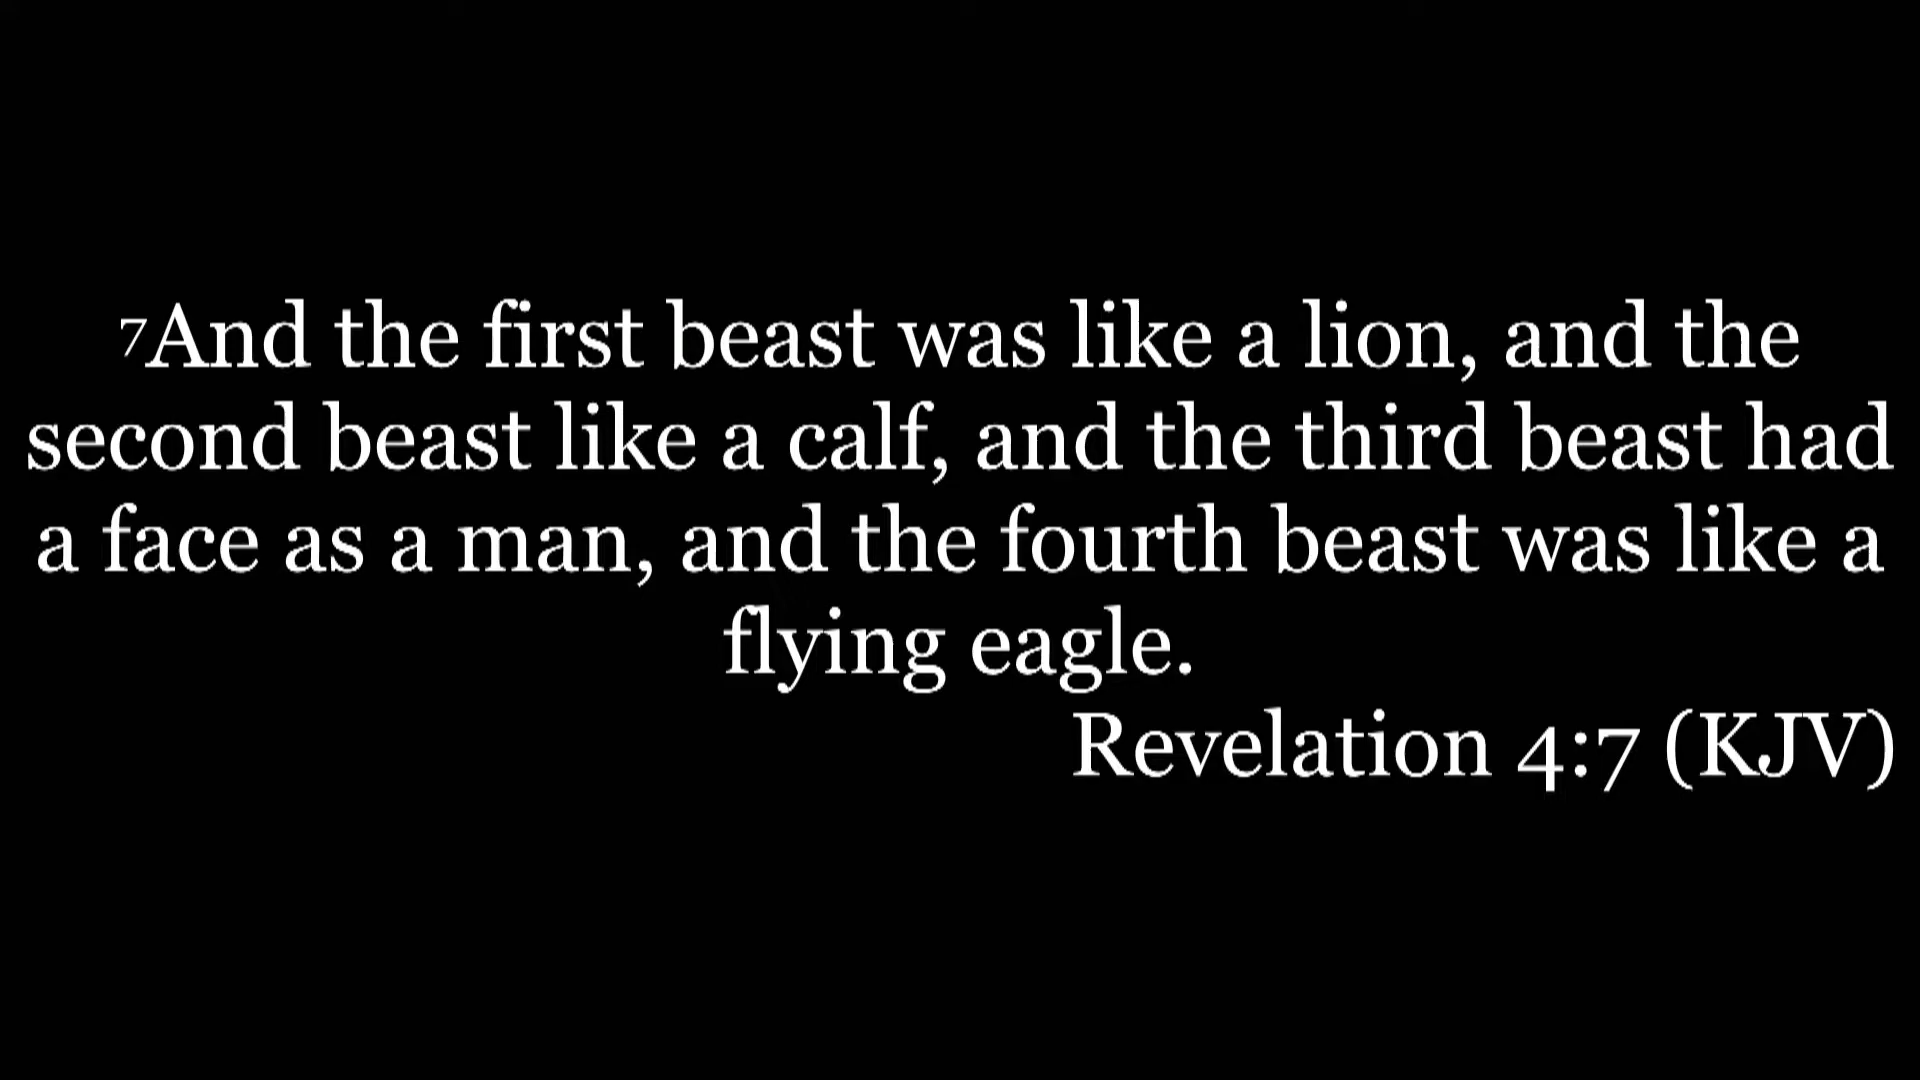 ⁷And the first beast was like a lion, and the
second beast like a calf, and the third beast had
a face as a man, and the fourth beast was like a
flying eagle.
Revelation 4:7 (KJV)